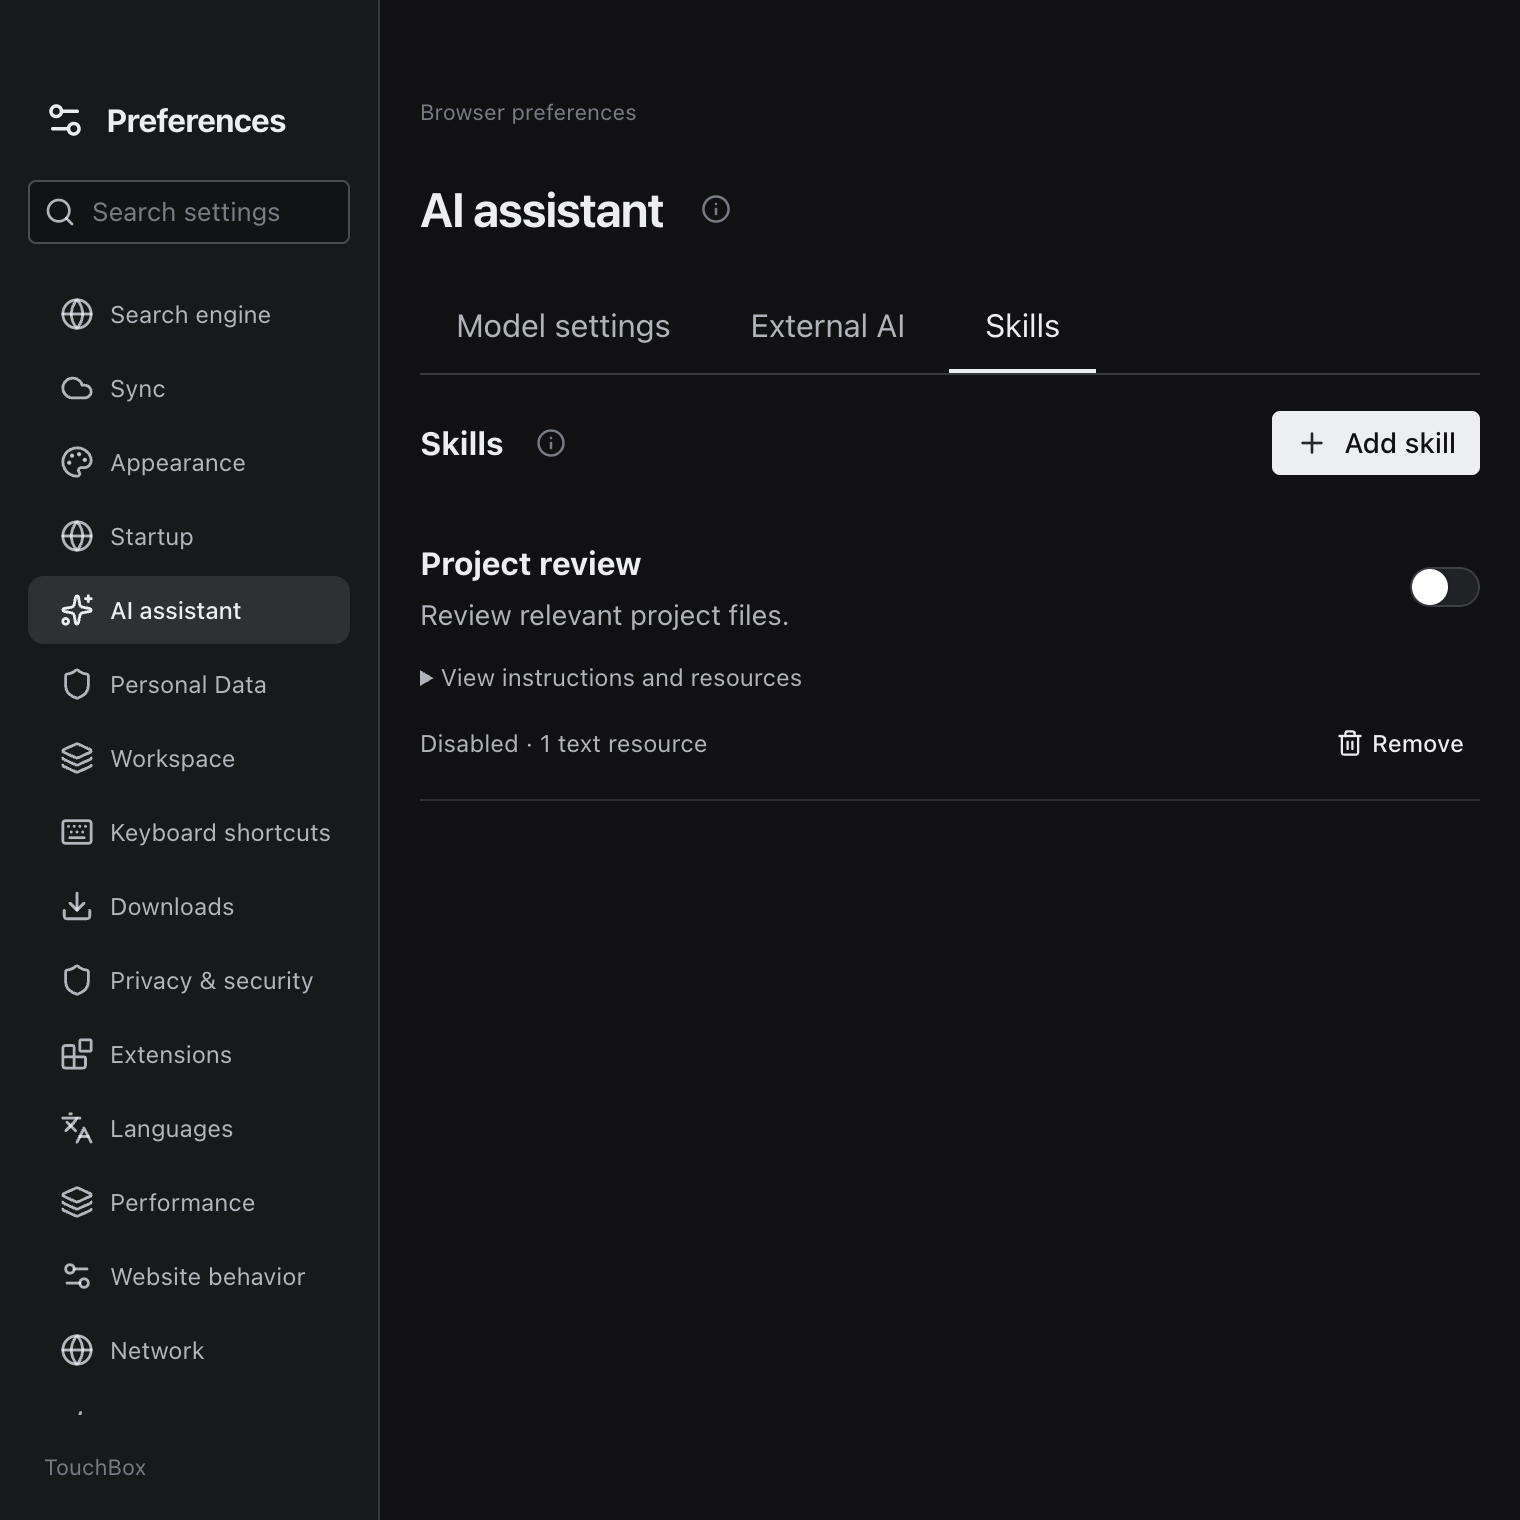 Preferences
Search settings
Search engine
Sync
Appearance
Startup
AI assistant
Personal Data
Workspace
Keyboard shortcuts
Downloads
Privacy & security
Extensions
Languages
Performance
Website behavior
Network
TouchBox
Browser preferences
AI assistant
Model settings External AI Skills
Skills
Add skill
Project review
Review relevant project files.
View instructions and resources
Disabled · 1 text resource
Remove